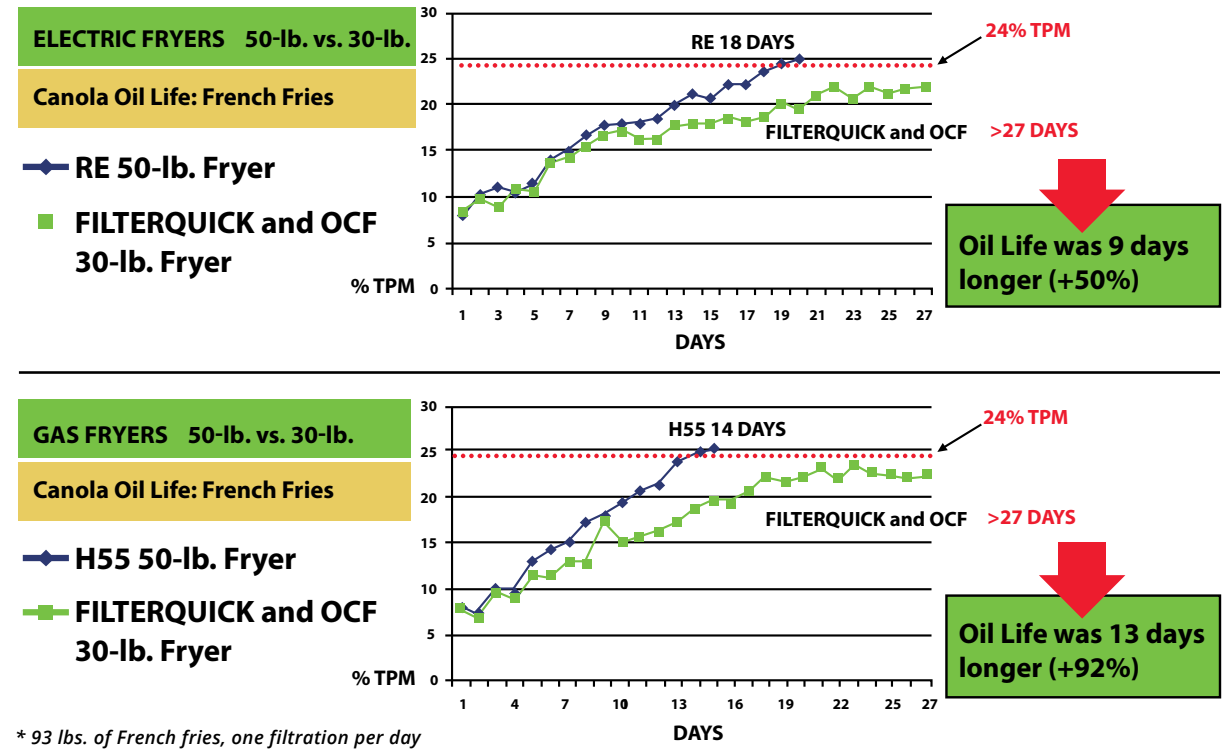 ELECTRIC FRYERS 50-lb. vs. 30-lb.
Canola Oil Life: French Fries
RE 50-lb. Fryer
FILTERQUICK and OCF
30-lb. Fryer
% TPM
30
25
20
15
10
5
0
RE 18 DAYS
24% TPM
FILTERQUICK and OCF >27 DAYS
1 3 5 7 9 11 13 15 17 19 21 23 25 27
DAYS
Oil Life was 9 days
longer (+50%)
GAS FRYERS 50-lb. vs. 30-lb.
Canola Oil Life: French Fries
H55 50-lb. Fryer
FILTERQUICK and OCF
30-lb. Fryer
% TPM
30
25
20
15
10
5
0
H55 14 DAYS
24% TPM
FILTERQUICK and OCF >27 DAYS
1 4 7 10 13 16 19 22 25 27
DAYS
Oil Life was 13 days
longer (+92%)
* 93 lbs. of French fries, one filtration per day